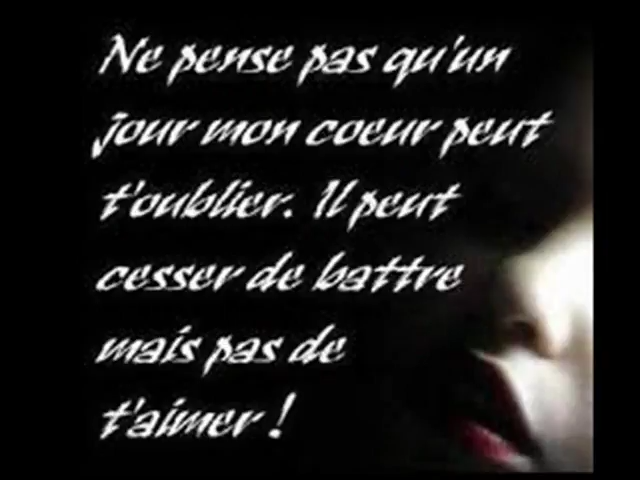 Ne pense pas qu'un
jour mon coeur peut
t'oublier. Il peut
cesser de battre
mais pas de
t'aimer !